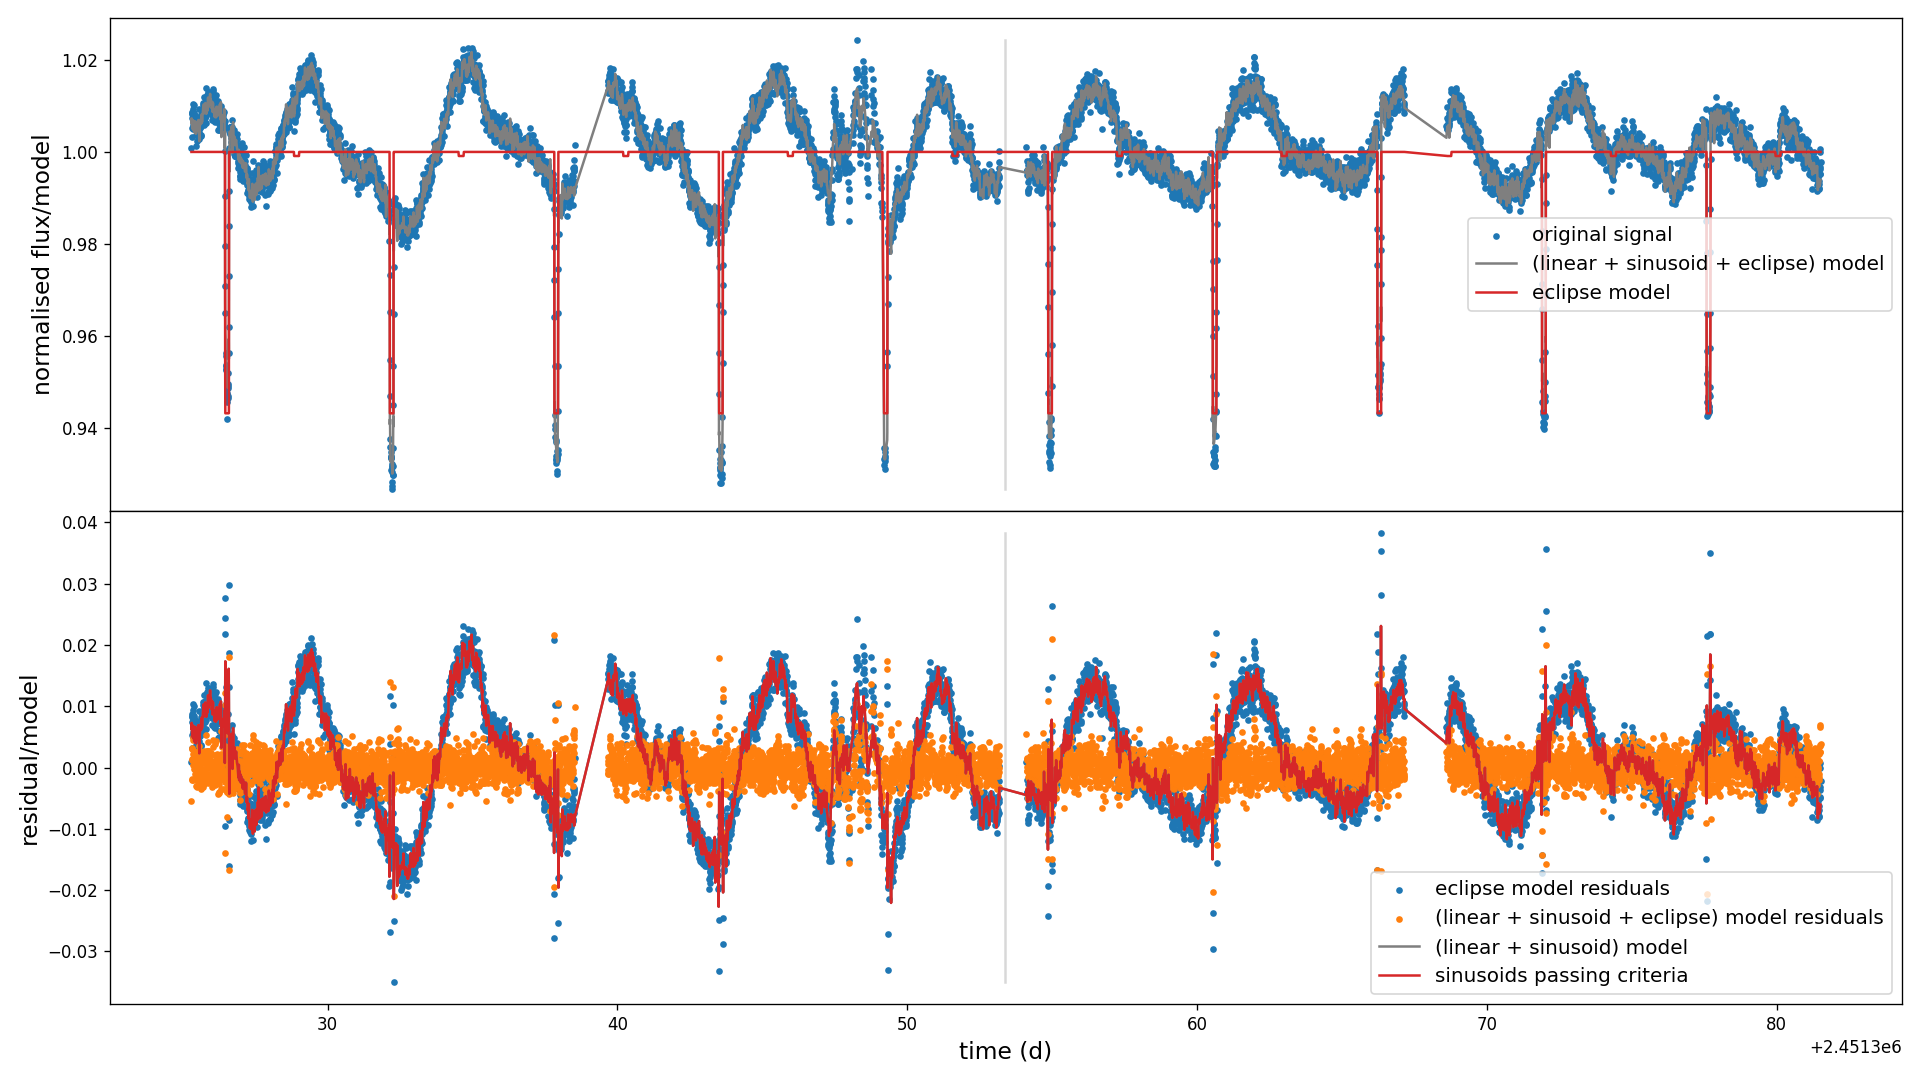 1.02
1.00
0.98
0.96
0.94
normalised flux/model
original signal
(linear + sinusoid + eclipse) model
eclipse model
0.04
0.03
0.02
0.01
0.00
−0.01
−0.02
−0.03
residual/model
eclipse model residuals
(linear + sinusoid + eclipse) model residuals
(linear + sinusoid) model
sinusoids passing criteria
30 40 50 60 70 80
time (d)
+2.4513e6